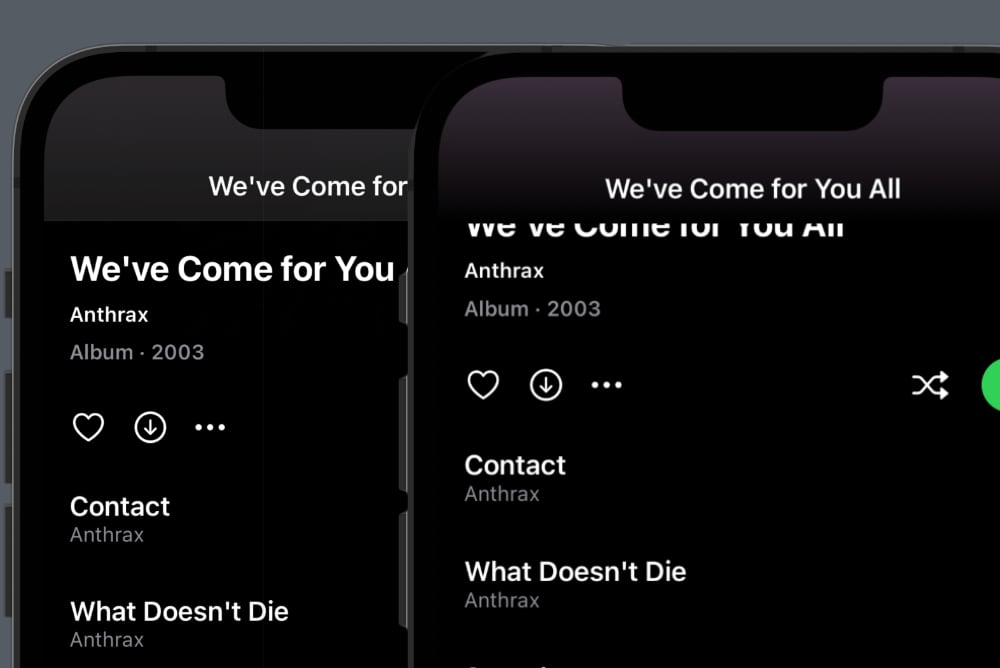 We've Come for
We've Come for You
Anthrax
Album · 2003
Contact
Anthrax
What Doesn't Die
Anthrax
We've Come for You All
We've Come for You All
Anthrax
Album · 2003
Contact
Anthrax
What Doesn't Die
Anthrax